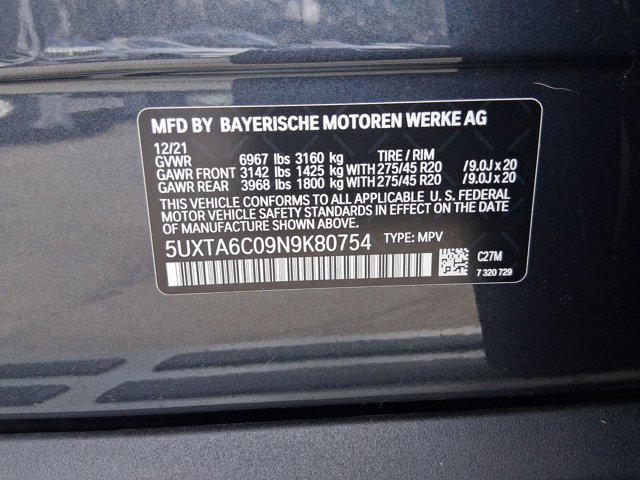 MFD BY BAYERISCHE MOTOREN WERKE AG
12/21
GVWR 6967 lbs 3160 kg TIRE / RIM
GAWR FRONT 3142 lbs 1425 kg WITH 275/45 R20 /9.0J x 20
GAWR REAR 3968 lbs 1800 kg WITH 275/45 R20 /9.0J x 20
THIS VEHICLE CONFORMS TO ALL APPLICABLE U. S. FEDERAL
MOTOR VEHICLE SAFETY STANDARDS IN EFFECT ON THE DATE
OF MANUFACTURE SHOWN ABOVE.
5UXTA6C09N9K80754 TYPE: MPV
C27M
7 320 729